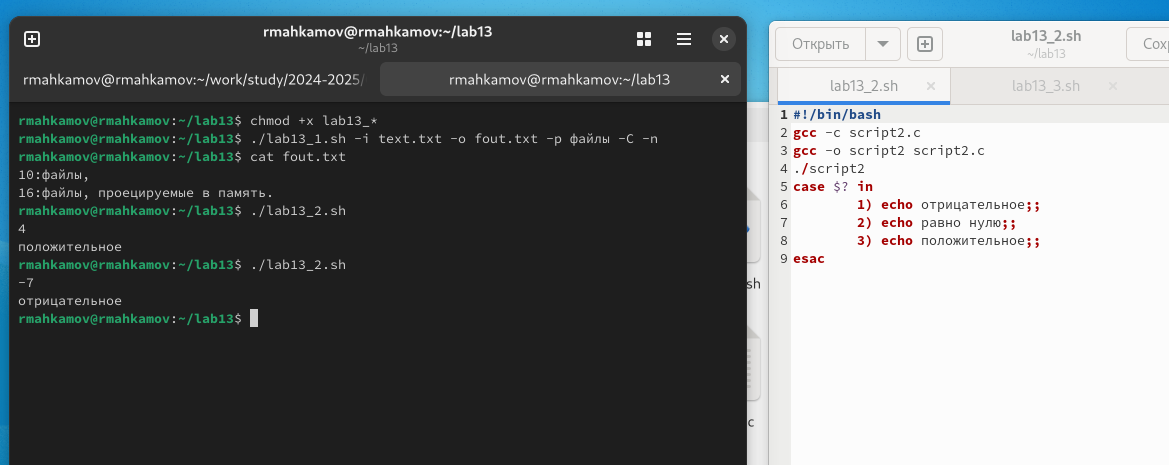 rmahkamov@rmahkamov:~/lab13
~/lab13
rmahkamov@rmahkamov:~/work/study/2024-2025/
rmahkamov@rmahkamov:~/lab13
rmahkamov@rmahkamov:~/lab13$ chmod +x lab13_*
rmahkamov@rmahkamov:~/lab13$ ./lab13_1.sh -i text.txt -o fout.txt -p файлы -C -n
rmahkamov@rmahkamov:~/lab13$ cat fout.txt
10:файлы,
16:файлы, проецируемые в память.
rmahkamov@rmahkamov:~/lab13$ ./lab13_2.sh
4
положительное
rmahkamov@rmahkamov:~/lab13$ ./lab13_2.sh
-7
отрицательное
rmahkamov@rmahkamov:~/lab13$
sh
c
Открыть
lab13_2.sh
~/lab13
Сох
lab13_2.sh
lab13_3.sh
1 #!/bin/bash
2 gcc -c script2.c
3 gcc -o script2 script2.c
4 ./script2
5 case $? in
6 1) echo отрицательное;;
7 2) echo равно нулю;;
8 3) echo положительное;;
9 esac